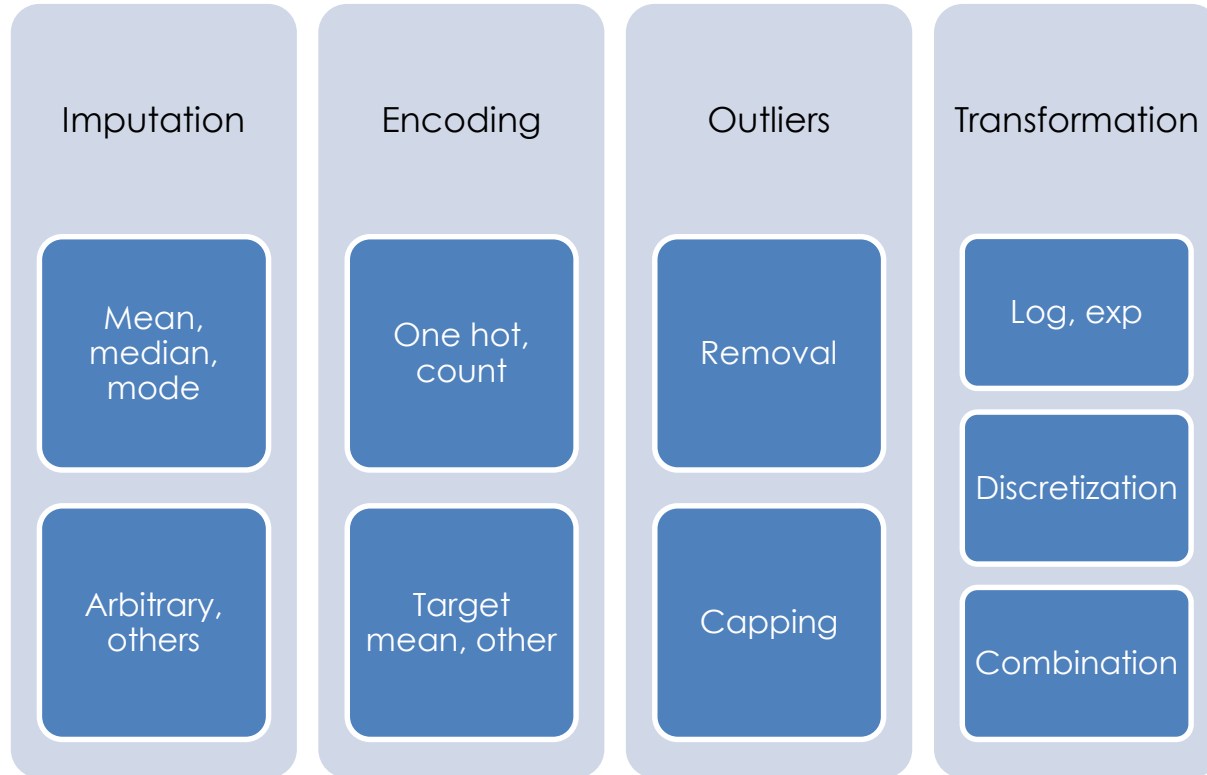 Imputation
Mean,
median,
mode
Arbitrary,
others
Encoding
One hot,
count
Target
mean, other
Outliers
Removal
Capping
Transformation
Log, exp
Discretization
Combination